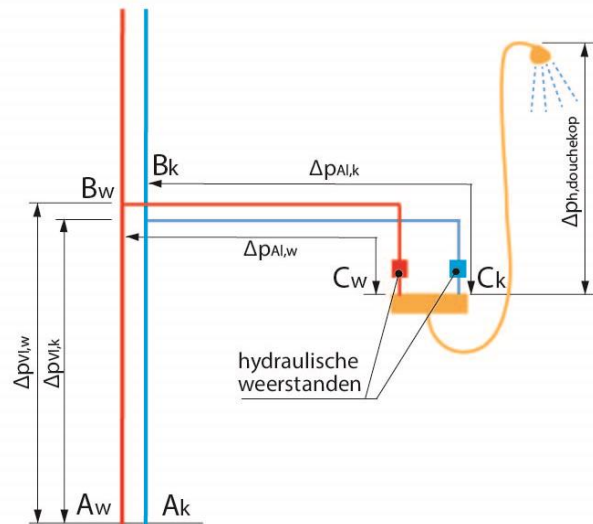 Bk
Bw
ΔpAl,k
ΔpAl,w
Cw
Ck
Δph,douchekop
ΔpVl,w
ΔpVl,k
hydraulische
weerstanden
Aw
Ak